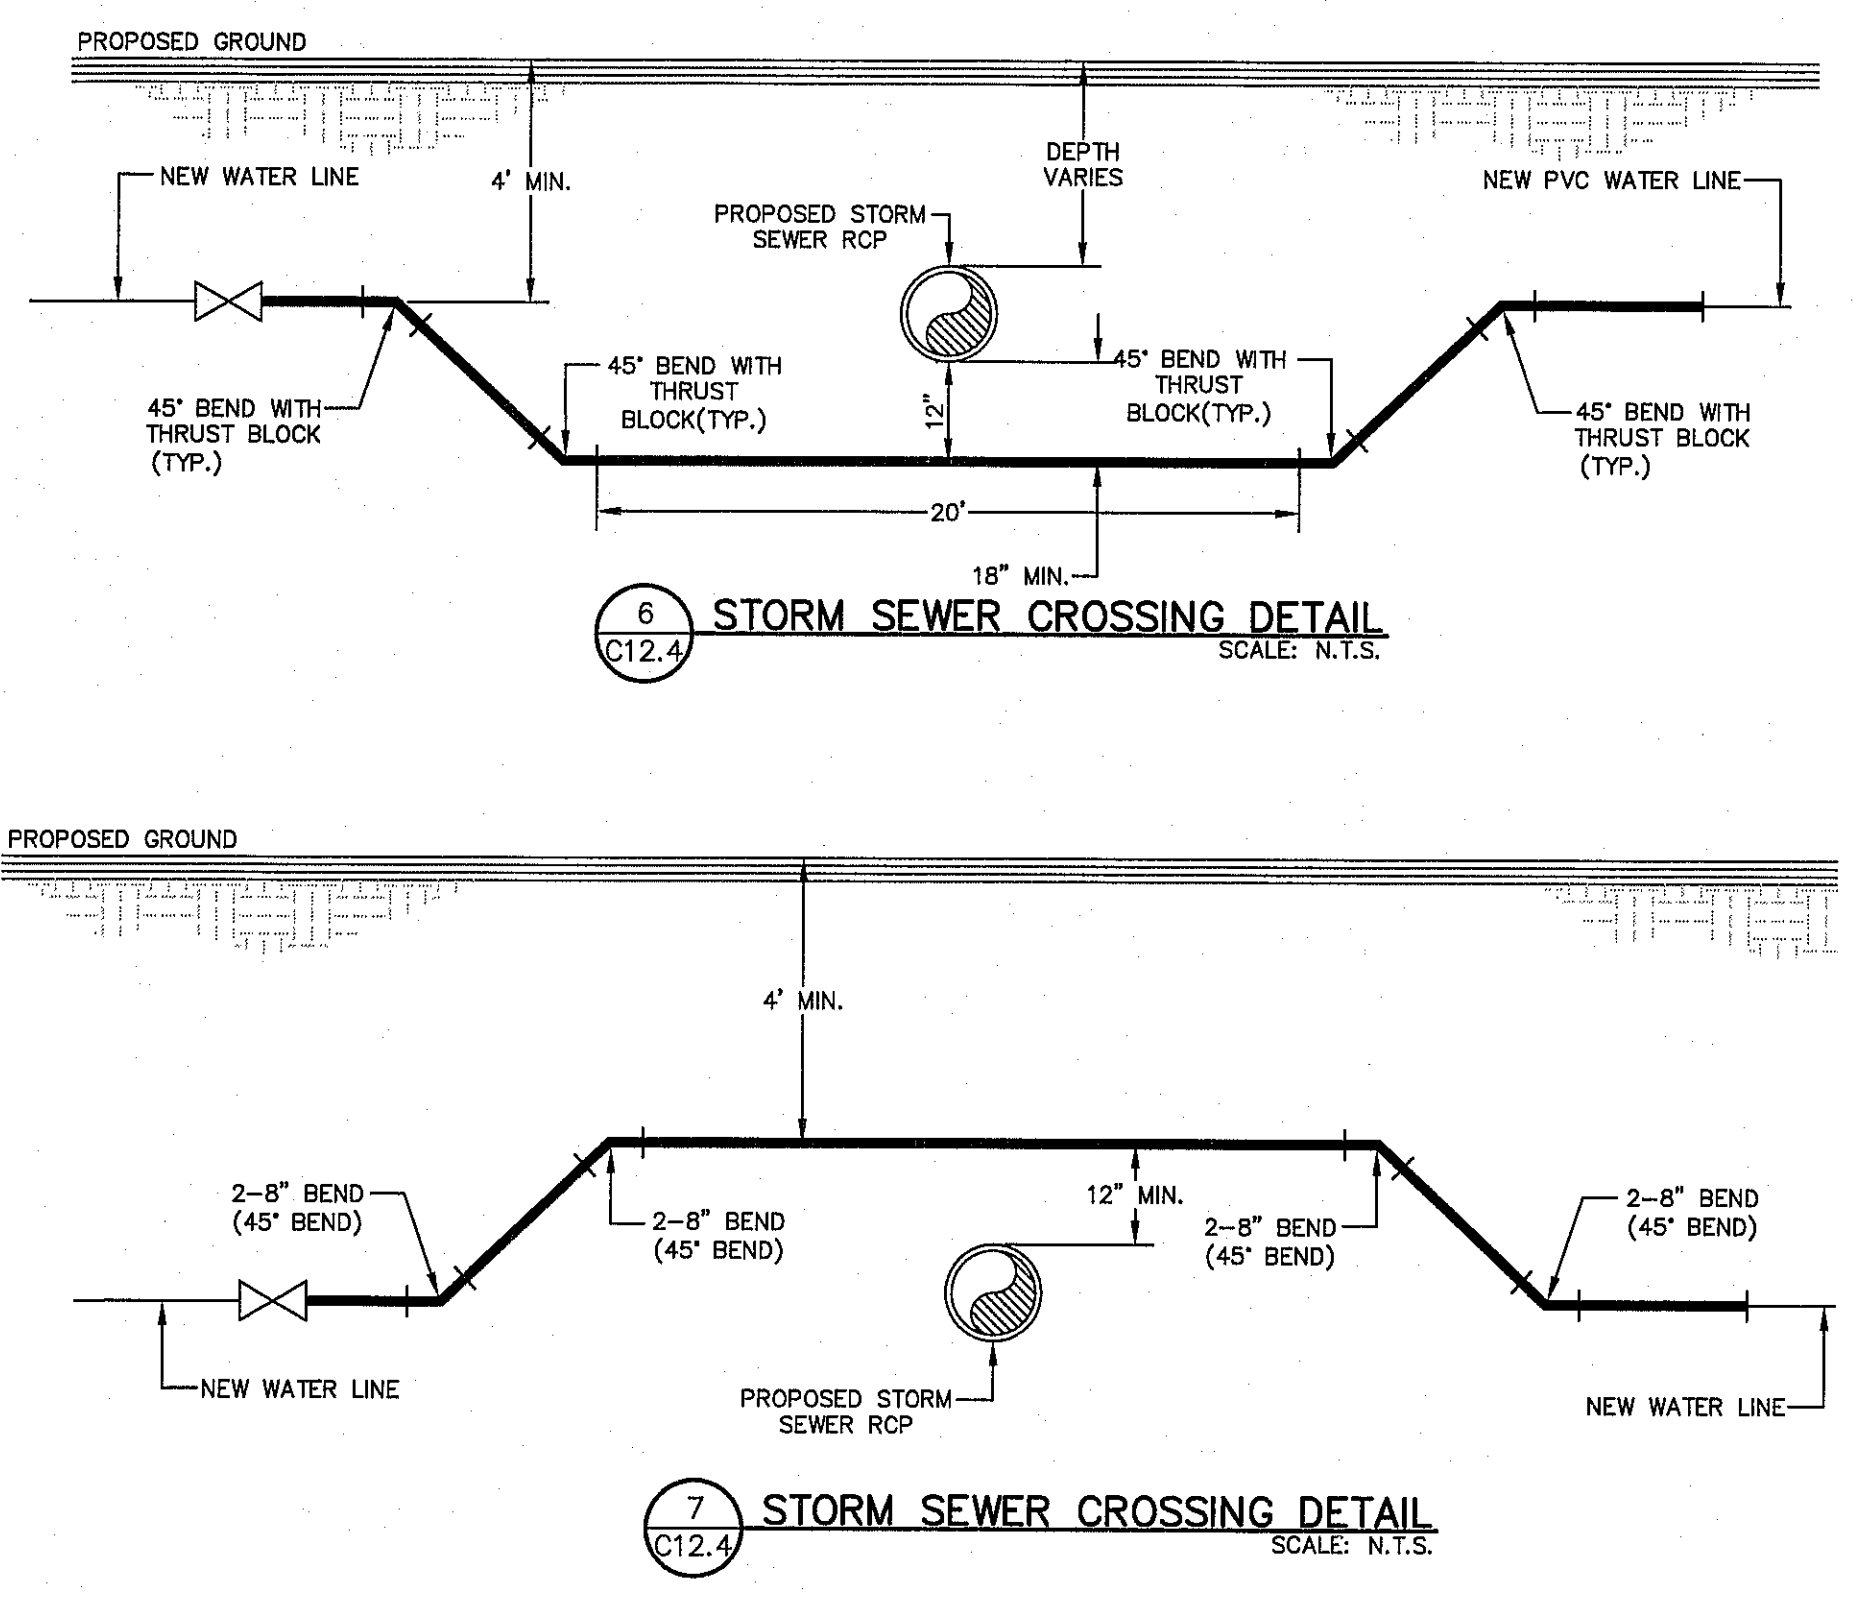 PROPOSED GROUND
NEW WATER LINE
4' MIN.
DEPTH
VARIES
NEW PVC WATER LINE
PROPOSED STORM
SEWER RCP
45° BEND WITH
THRUST BLOCK
(TYP.)
45° BEND WITH
THRUST
BLOCK(TYP.)
12"
45° BEND WITH
THRUST
BLOCK(TYP.)
45° BEND WITH
THRUST BLOCK
(TYP.)
20'
18" MIN.
6
C12.4
STORM SEWER CROSSING DETAIL
SCALE: N.T.S.
PROPOSED GROUND
4' MIN.
2-8" BEND
(45° BEND)
2-8" BEND
(45° BEND)
12" MIN.
2-8" BEND
(45° BEND)
2-8" BEND
(45° BEND)
NEW WATER LINE
PROPOSED STORM
SEWER RCP
NEW WATER LINE
7
C12.4
STORM SEWER CROSSING DETAIL
SCALE: N.T.S.